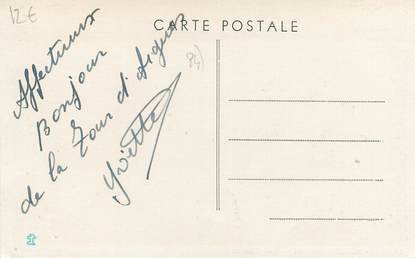 12 €
CARTE POSTALE
84)
Affectueux
Bonjour
de la Tour d'Aigues
Yvette